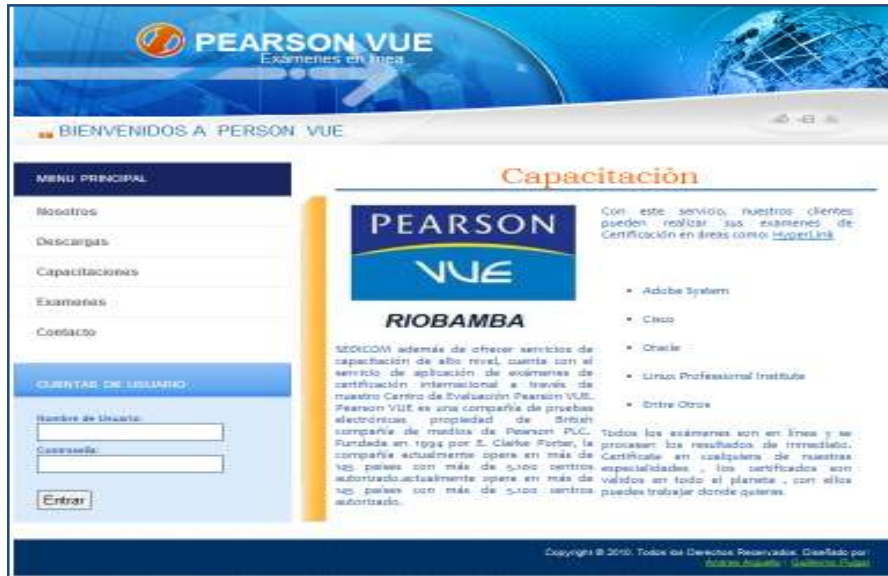 PEARSON VUE
Exámenes en línea
BIENVENIDOS A PERSON VUE
MENU PRINCIPAL
Nosotros
Descargas
Capacitaciones
Examenes
Contacto
CUENTAS DE USUARIO
Nombre de Usuario:
Contraseña:
Entrar
Capacitación
PEARSON
VUE
RIOBAMBA
SEDICOM además de ofrecer servicios de
capacitación de alto nivel, cuenta con el
servicio de aplicación de exámenes de
certificación internacional a través de
nuestro Centro de Evaluación Pearson VUE.
Pearson VUE es una compañía de pruebas
electrónicas propiedad de British
compañía de medios de Pearson PLC.
Fundada en 1994 por E. Clarke Porter, la
compañía actualmente opera en más de
145 países con más de 5,100 centros
autorizado.actualmente opera en más de
145 países con más de 5,100 centros
autorizado.
Con este servicio, nuestros clientes
pueden realizar sus exámenes de
Certificación en áreas como: HyperLink
Adobe System
Cisco
Oracle
Linux Professional Institute
Entre Otros
Todos los exámenes son en línea y se
procesan los resultados de inmediato.
Certifícate en cualquiera de nuestras
especialidades , los certificados son
validos en todo el planeta , con ellos
puedes trabajar donde quieras.
Copyright © 2010. Todos los Derechos Reservados. Diseñado por:
Andrea